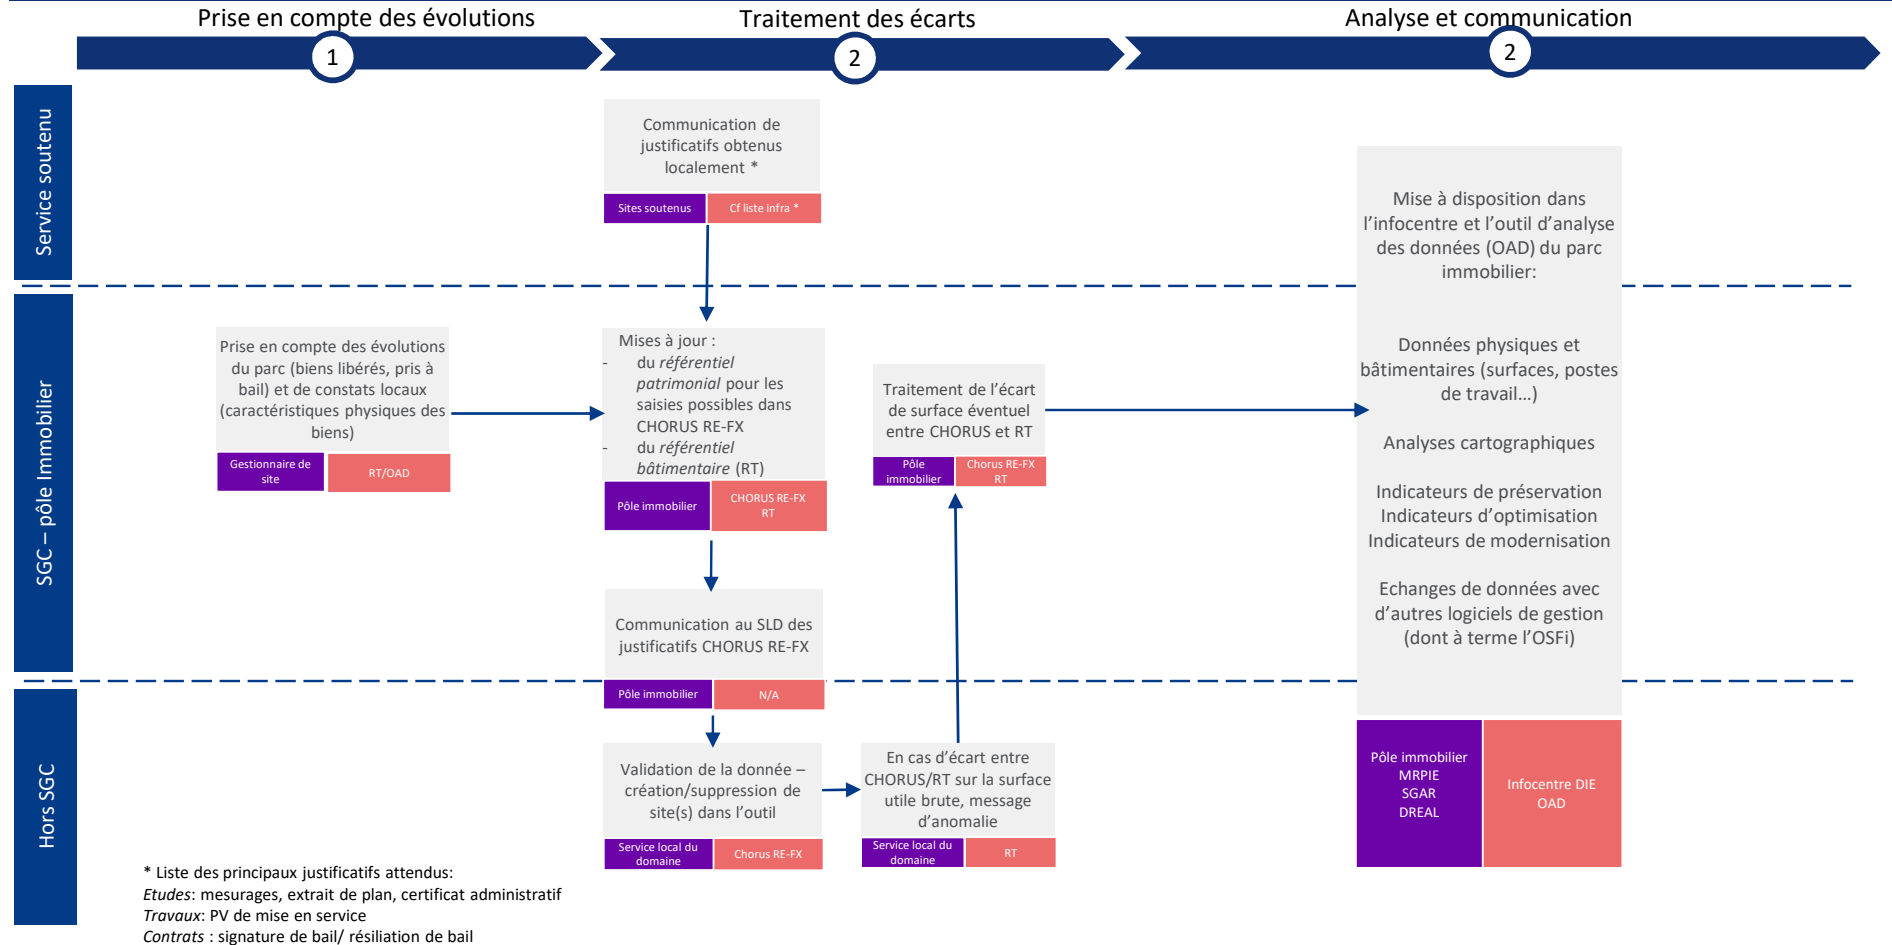 Prise en compte des évolutions
Traitement des écarts
Analyse et communication
1
2
2
Service soutenu
Communication de
justificatifs obtenus
localement *
Sites soutenus
Cf liste infra *
SGC – pôle Immobilier
Prise en compte des évolutions
du parc (biens libérés, pris à
bail) et de constats locaux
(caractéristiques physiques des
biens)
Gestionnaire de
site
RT/OAD
Mises à jour :
- du référentiel
patrimonial pour les
saisies possibles dans
CHORUS RE-FX
- du référentiel
bâtimentaire (RT)
Pôle immobilier
CHORUS RE-FX
RT
Communication au SLD des
justificatifs CHORUS RE-FX
Pôle immobilier
N/A
Traitement de l’écart
de surface éventuel
entre CHORUS et RT
Pôle
immobilier
Chorus RE-FX
RT
Hors SGC
Validation de la donnée –
création/suppression de
site(s) dans l’outil
Service local du
domaine
Chorus RE-FX
En cas d’écart entre
CHORUS/RT sur la surface
utile brute, message
d’anomalie
Service local du
domaine
RT
Mise à disposition dans
l’infocentre et l’outil d’analyse
des données (OAD) du parc
immobilier:
Données physiques et
bâtimentaires (surfaces, postes
de travail…)
Analyses cartographiques
Indicateurs de préservation
Indicateurs d’optimisation
Indicateurs de modernisation
Echanges de données avec
d’autres logiciels de gestion
(dont à terme l’OSFi)
Pôle immobilier
MRPIE
SGAR
DREAL
Infocentre DIE
OAD
* Liste des principaux justificatifs attendus:
Etudes: mesurages, extrait de plan, certificat administratif
Travaux: PV de mise en service
Contrats : signature de bail/ résiliation de bail